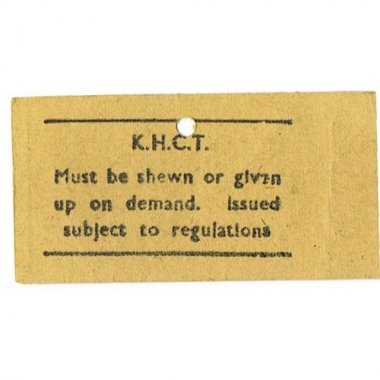 K.H.C.T.
Must be shewn or given
up on demand. Issued
subject to regulations